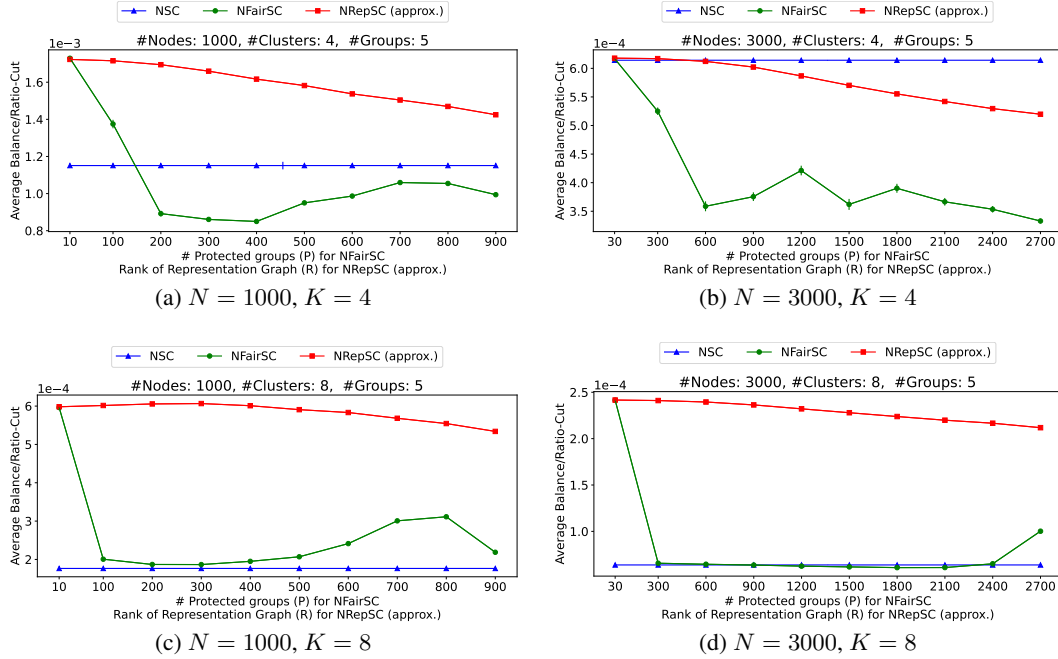 NSC NFairSC NRepSC (approx.)
#Nodes: 1000, #Clusters: 4, #Groups: 5
1e−3
Average Balance/Ratio-Cut
1.6
1.4
1.2
1.0
0.8
10 100 200 300 400 500 600 700 800 900
# Protected groups (P) for NFairSC
Rank of Representation Graph (R) for NRepSC (approx.)
(a) N = 1000, K = 4
NSC NFairSC NRepSC (approx.)
#Nodes: 3000, #Clusters: 4, #Groups: 5
1e−4
Average Balance/Ratio-Cut
6.0
5.5
5.0
4.5
4.0
3.5
30 300 600 900 1200 1500 1800 2100 2400 2700
# Protected groups (P) for NFairSC
Rank of Representation Graph (R) for NRepSC (approx.)
(b) N = 3000, K = 4
NSC NFairSC NRepSC (approx.)
#Nodes: 1000, #Clusters: 8, #Groups: 5
1e−4
Average Balance/Ratio-Cut
6
5
4
3
2
10 100 200 300 400 500 600 700 800 900
# Protected groups (P) for NFairSC
Rank of Representation Graph (R) for NRepSC (approx.)
(c) N = 1000, K = 8
NSC NFairSC NRepSC (approx.)
#Nodes: 3000, #Clusters: 8, #Groups: 5
1e−4
Average Balance/Ratio-Cut
2.5
2.0
1.5
1.0
30 300 600 900 1200 1500 1800 2100 2400 2700
# Protected groups (P) for NFairSC
Rank of Representation Graph (R) for NRepSC (approx.)
(d) N = 3000, K = 8